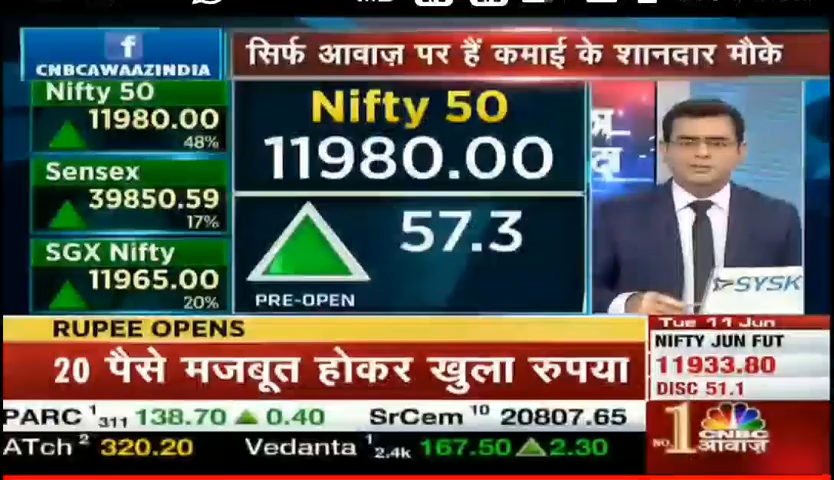 f
CNBCAWAAZINDIA
सिर्फ आवाज़ पर हैं कमाई के शानदार मौके
Nifty 50
11980.00
48%
Sensex
39850.59
17%
SGX Nifty
11965.00
20%
Nifty 50
11980.00
57.3
PRE-OPEN
SYSK
RUPEE OPENS
20 पैसे मजबूत होकर खुला रुपया
Tue 11 Jun
NIFTY JUN FUT
11933.80
DISC 51.1
PARC 1 311 138.70 0.40 SrCem 10 20807.65
ATch 2 320.20 Vedanta 1 2.4k 167.50 2.30
NO. 1 CNBC
आवाज़